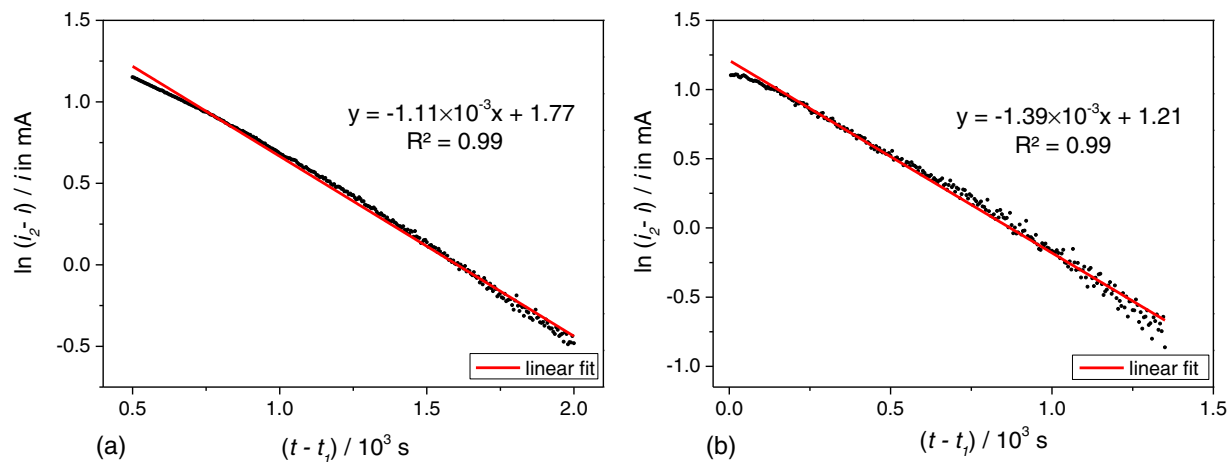 1.5
1.0
0.5
0.0
-0.5
ln (i₂- i) / i in mA
y = -1.11×10⁻³x + 1.77
R² = 0.99
linear fit
0.5 1.0 1.5 2.0
(a) (t - t₁) / 10³ s
1.5
1.0
0.5
0.0
-0.5
-1.0
ln (i₂- i) / i in mA
y = -1.39×10⁻³x + 1.21
R² = 0.99
linear fit
0.0 0.5 1.0 1.5
(b) (t - t₁) / 10³ s